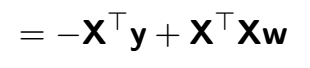 = −X⊤y + X⊤Xw